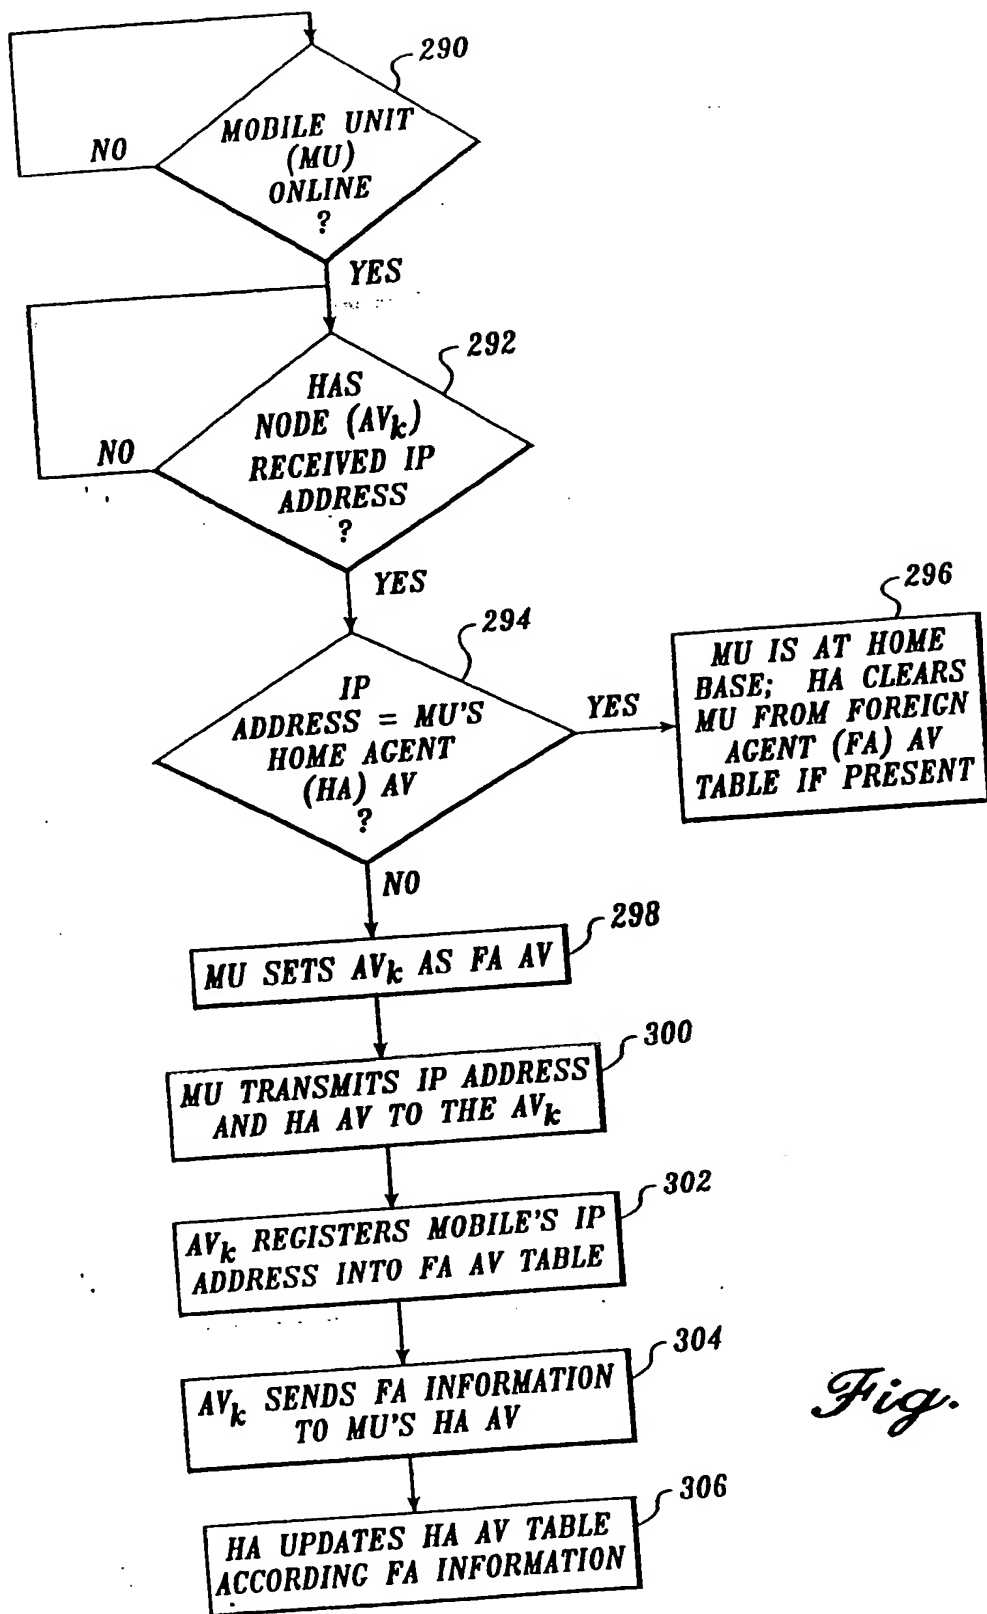 290
MOBILE UNIT
(MU)
ONLINE
?
NO
YES
292
HAS
NODE (AVk)
RECEIVED IP
ADDRESS
?
NO
YES
294
IP
ADDRESS = MU'S
HOME AGENT
(HA) AV
?
YES
296
MU IS AT HOME
BASE; HA CLEARS
MU FROM FOREIGN
AGENT (FA) AV
TABLE IF PRESENT
NO
298
MU SETS AVk AS FA AV
300
MU TRANSMITS IP ADDRESS
AND HA AV TO THE AVk
302
AVk REGISTERS MOBILE'S IP
ADDRESS INTO FA AV TABLE
304
AVk SENDS FA INFORMATION
TO MU'S HA AV
306
HA UPDATES HA AV TABLE
ACCORDING FA INFORMATION
Fig.